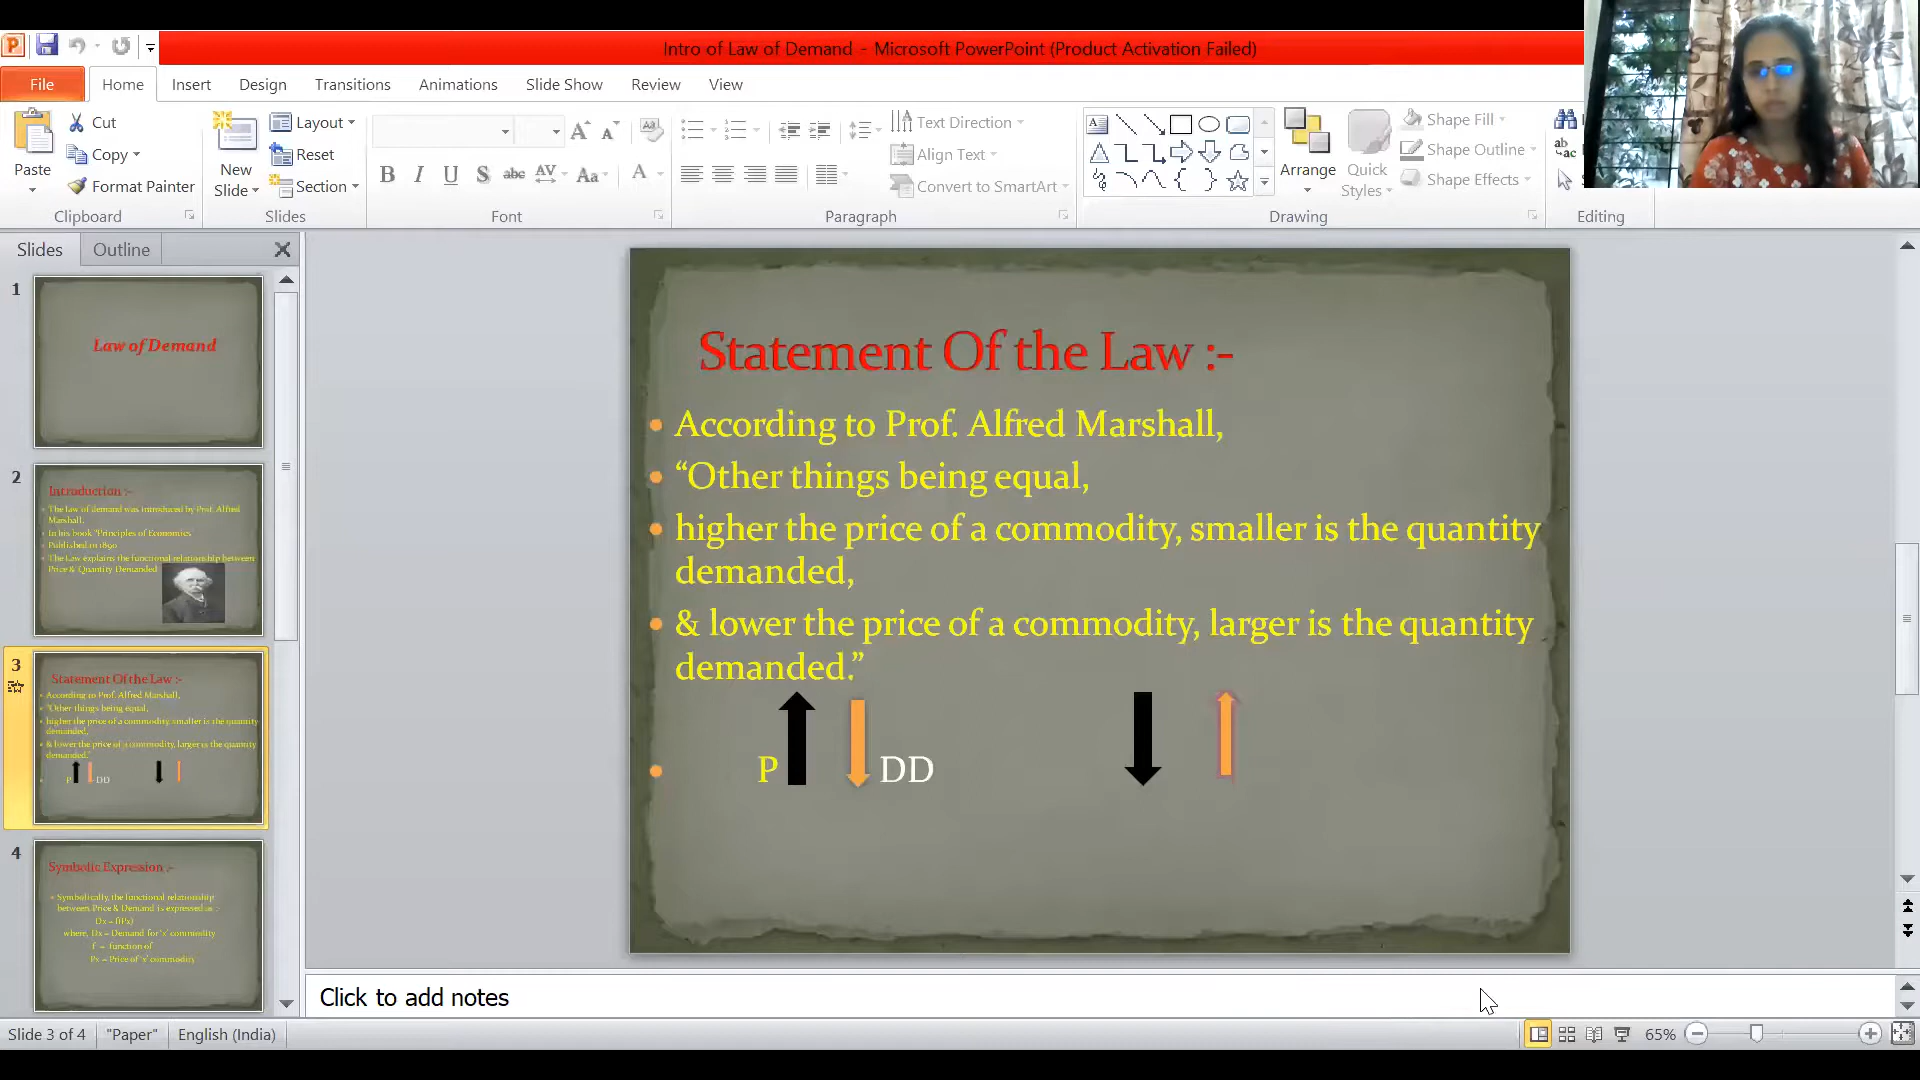 Intro of Law of Demand - Microsoft PowerPoint (Product Activation Failed)
File Home Insert Design Transitions Animations Slide Show Review View
Paste
Cut
Copy
Format Painter
Clipboard
New Slide
Layout
Reset
Section
Slides
B I U S abc AV Aa A
Font
Text Direction
Align Text
Convert to SmartArt
Paragraph
Arrange
Quick Styles
Shape Fill
Shape Outline
Shape Effects
Drawing
Editing
Slides Outline
1
Law of Demand
2
Introduction :-
The law of demand was introduced by Prof. Alfred
Marshall,
In his book "Principles of Economics
Published in 1890
The Law explains the functional relationship between
Price & Quantity Demanded
3
Statement Of the Law :-
According to Prof. Alfred Marshall,
"Other things being equal,
higher the price of a commodity, smaller is the quantity
demanded,
& lower the price of a commodity, larger is the quantity
demanded."
P DD
4
Symbolic Expression :-
Symbolically, the functional relationship
between Price & Demand is expressed as :
Dx = f(Px)
where, Dx = Demand for 'x' commodity
f = function of
Px = Price of 'x' commodity
Statement Of the Law :-
• According to Prof. Alfred Marshall,
• “Other things being equal,
• higher the price of a commodity, smaller is the quantity
demanded,
• & lower the price of a commodity, larger is the quantity
demanded.”
• P DD
Click to add notes
Slide 3 of 4 "Paper" English (India) 65%